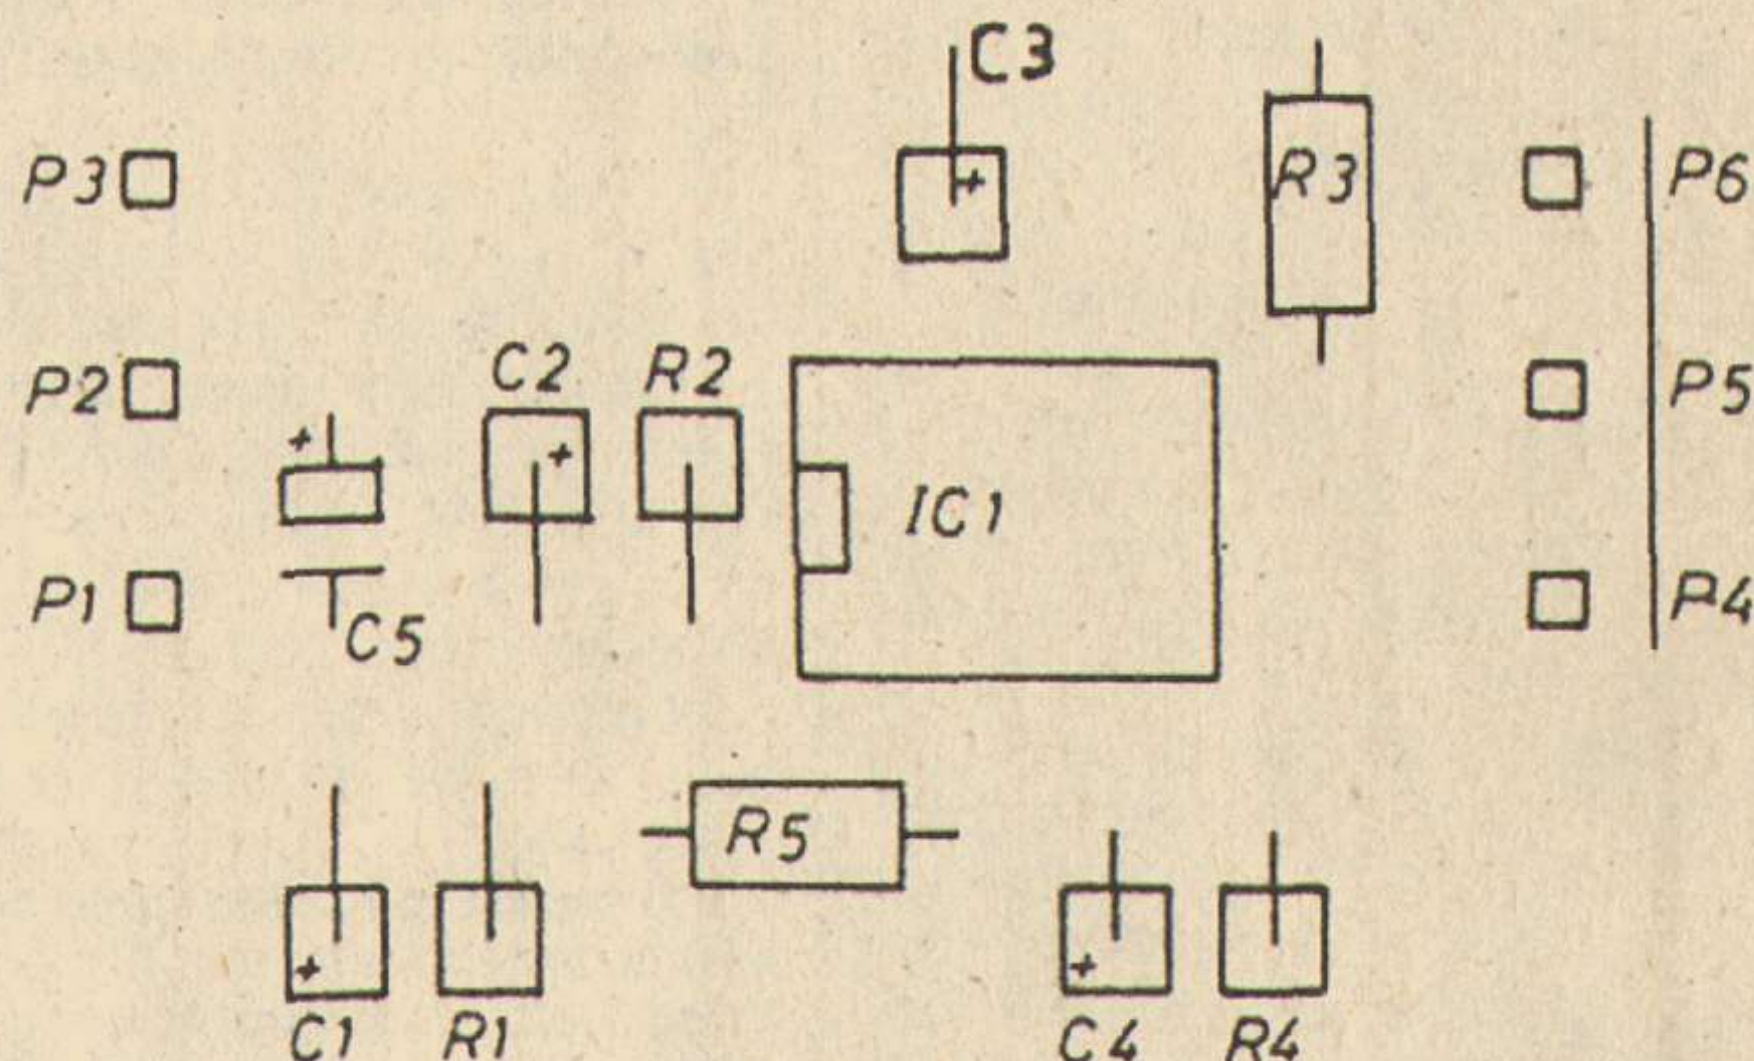 C3
P3 + R3 P6
C2 R2
P2 P5
+ +
IC1
P1 P4
C5
R5
+ +
C1 R1 C4 R4